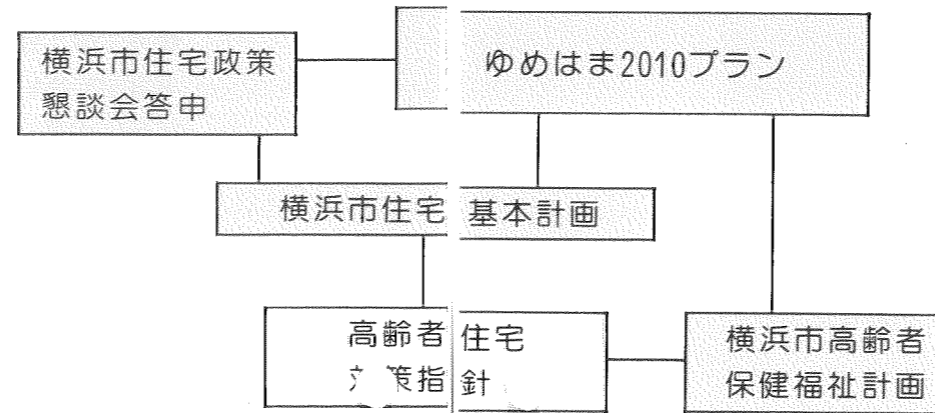 横浜市住宅政策
懇談会答申
ゆめはま2010プラン
横浜市住宅基本計画
高齢者住宅
策指針
横浜市高齢者
保健福祉計画